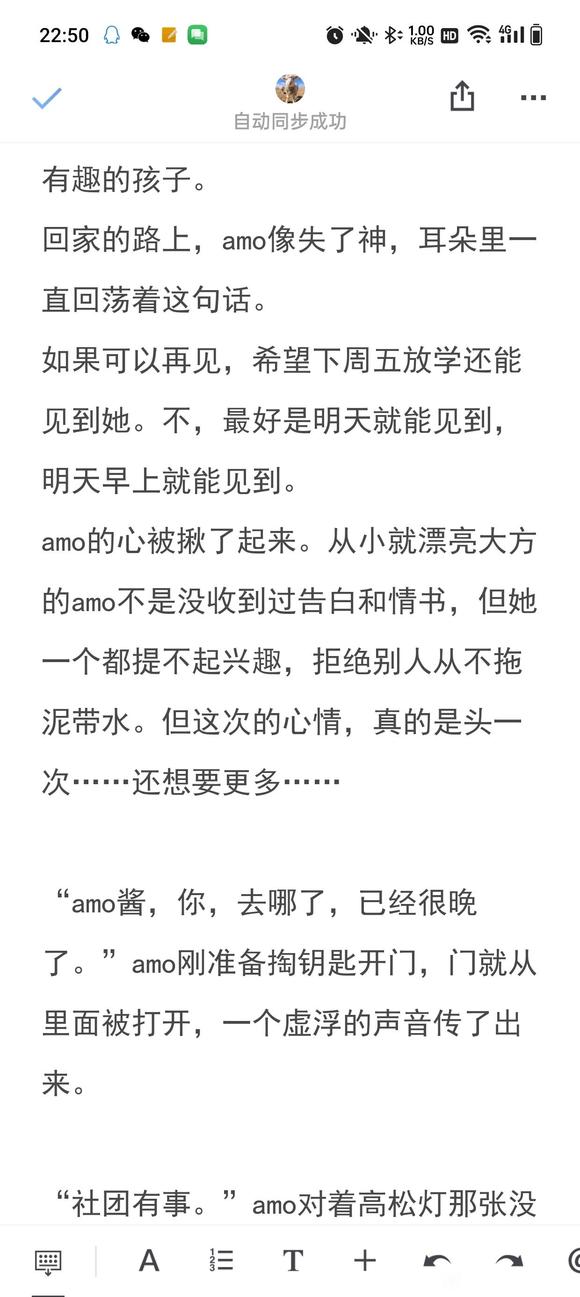 22:50
1.00
KB/S
HD
4G
自动同步成功
有趣的孩子。
回家的路上，amo像失了神，耳朵里一
直回荡着这句话。
如果可以再见，希望下周五放学还能
见到她。不，最好是明天就能见到，
明天早上就能见到。
amo的心被揪了起来。从小就漂亮大方
的amo不是没收到过告白和情书，但她
一个都提不起兴趣，拒绝别人从不拖
泥带水。但这次的心情，真的是头一
次……还想要更多……
“amo酱，你，去哪了，已经很晚
了。”amo刚准备掏钥匙开门，门就从
里面被打开，一个虚浮的声音传了出
来。
“社团有事。”amo对着高松灯那张没
A
T